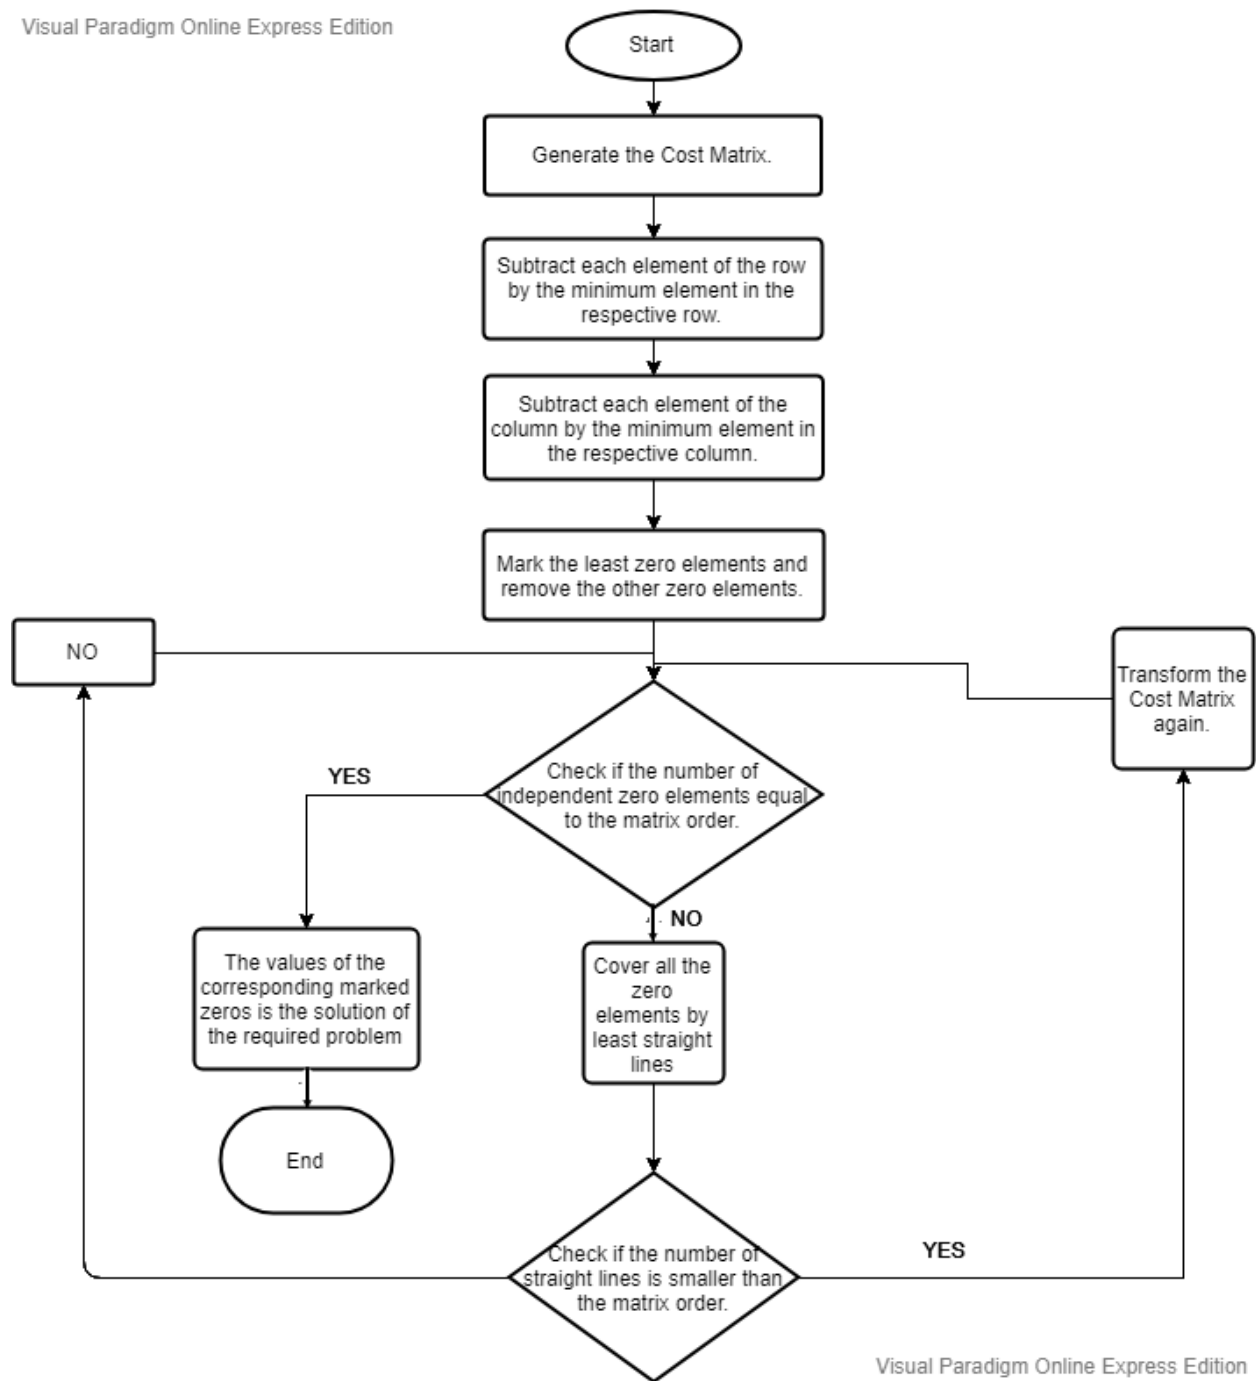 Visual Paradigm Online Express Edition
Start
Generate the Cost Matrix.
Subtract each element of the row
by the minimum element in the
respective row.
Subtract each element of the
column by the minimum element in
the respective column.
Mark the least zero elements and
remove the other zero elements.
NO
Transform the
Cost Matrix
again.
Check if the number of
independent zero elements equal
to the matrix order.
YES
NO
The values of the
corresponding marked
zeros is the solution of
the required problem
Cover all the
zero
elements by
least straight
lines
End
Check if the number of
straight lines is smaller than
the matrix order.
YES
Visual Paradigm Online Express Edition